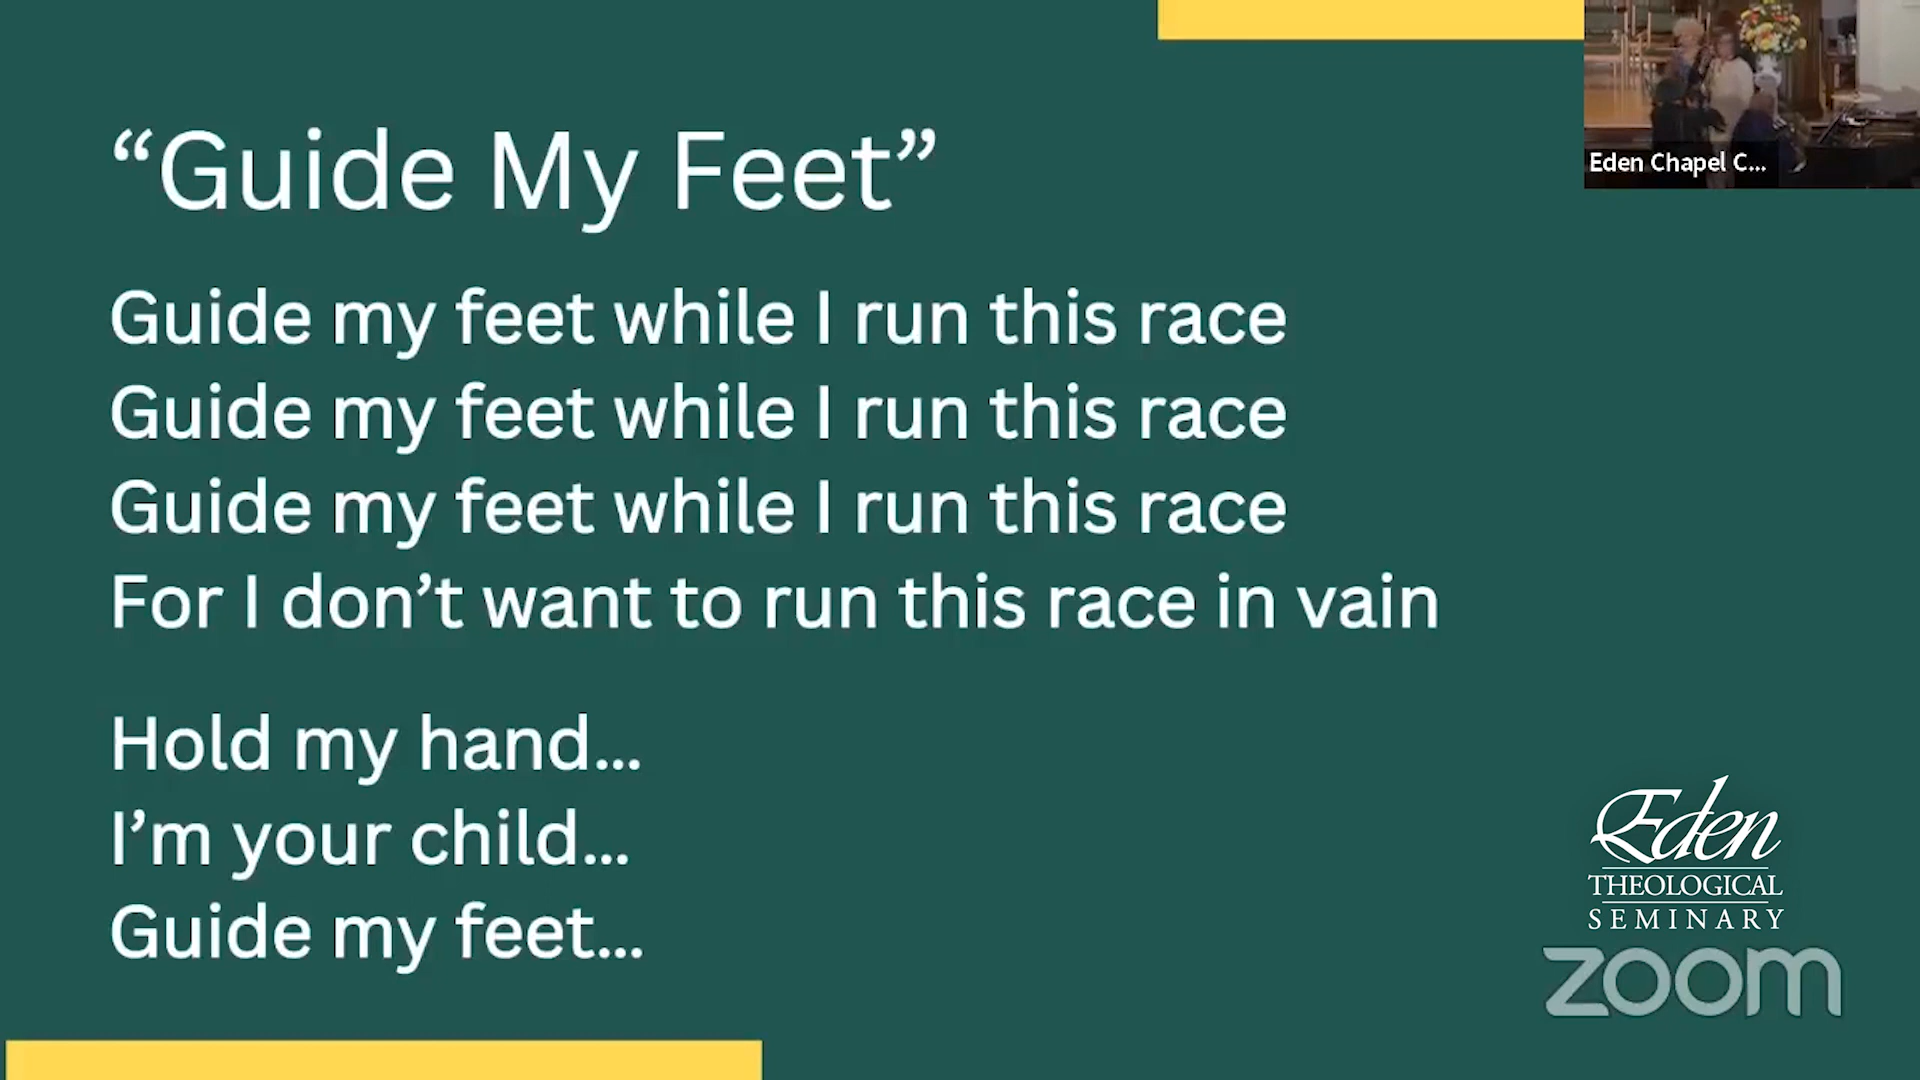 “Guide My Feet”
Guide my feet while I run this race
Guide my feet while I run this race
Guide my feet while I run this race
For I don’t want to run this race in vain
Hold my hand...
I’m your child...
Guide my feet...
Eden Chapel C...
Eden
THEOLOGICAL
SEMINARY
zoom